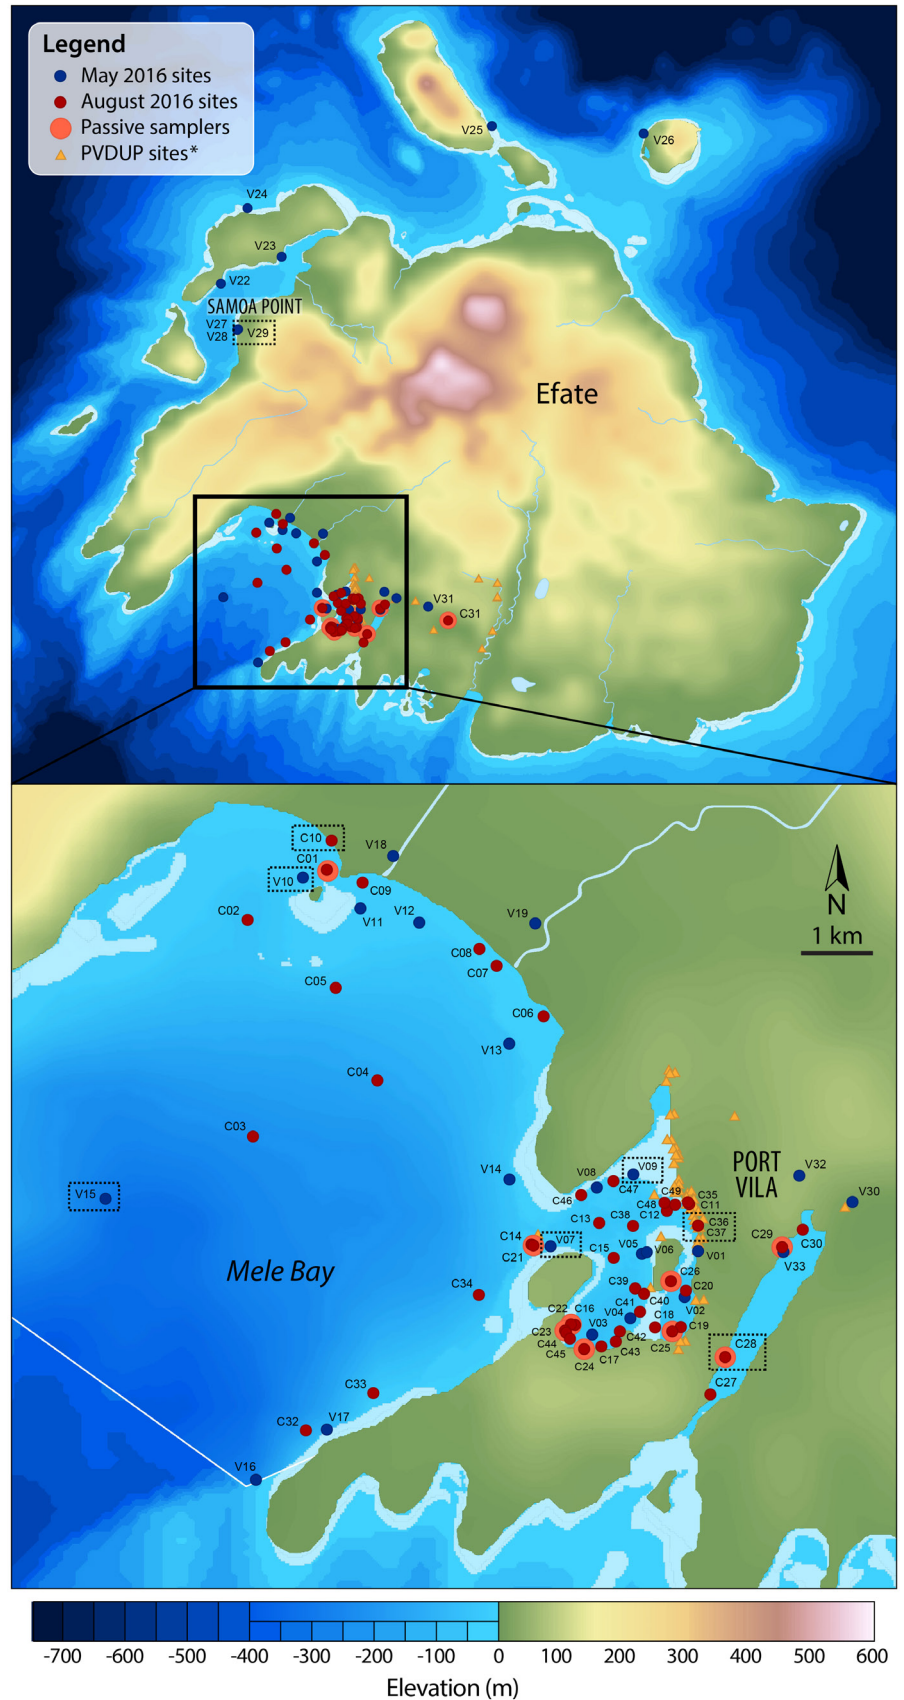 Legend
May 2016 sites
August 2016 sites
Passive samplers
PVDUP sites*
V25
V26
V24
V23
V22
SAMOA POINT
V27
V28
V29
Efate
V31
C31
C10
C01
V10
V18
C09
C02
V11
V12
V19
N
1 km
C08
C07
C05
C06
V13
C04
C03
V14
V15
V08
V09
C47
C46
PORT
VILA
V32
V30
C48
C49
C35
C11
C12
C13
C38
C36
C37
C14
C21
V07
V05
V06
V01
C15
C29
C30
V33
Mele Bay
C34
C26
C39
C40
C20
V02
C41
V04
C22
C16
C23
V03
C44
C45
C24
C17
C42
C43
C18
C19
C25
C28
C27
C33
C32
V17
V16
-700 -600 -500 -400 -300 -200 -100 0 100 200 300 400 500 600
Elevation (m)